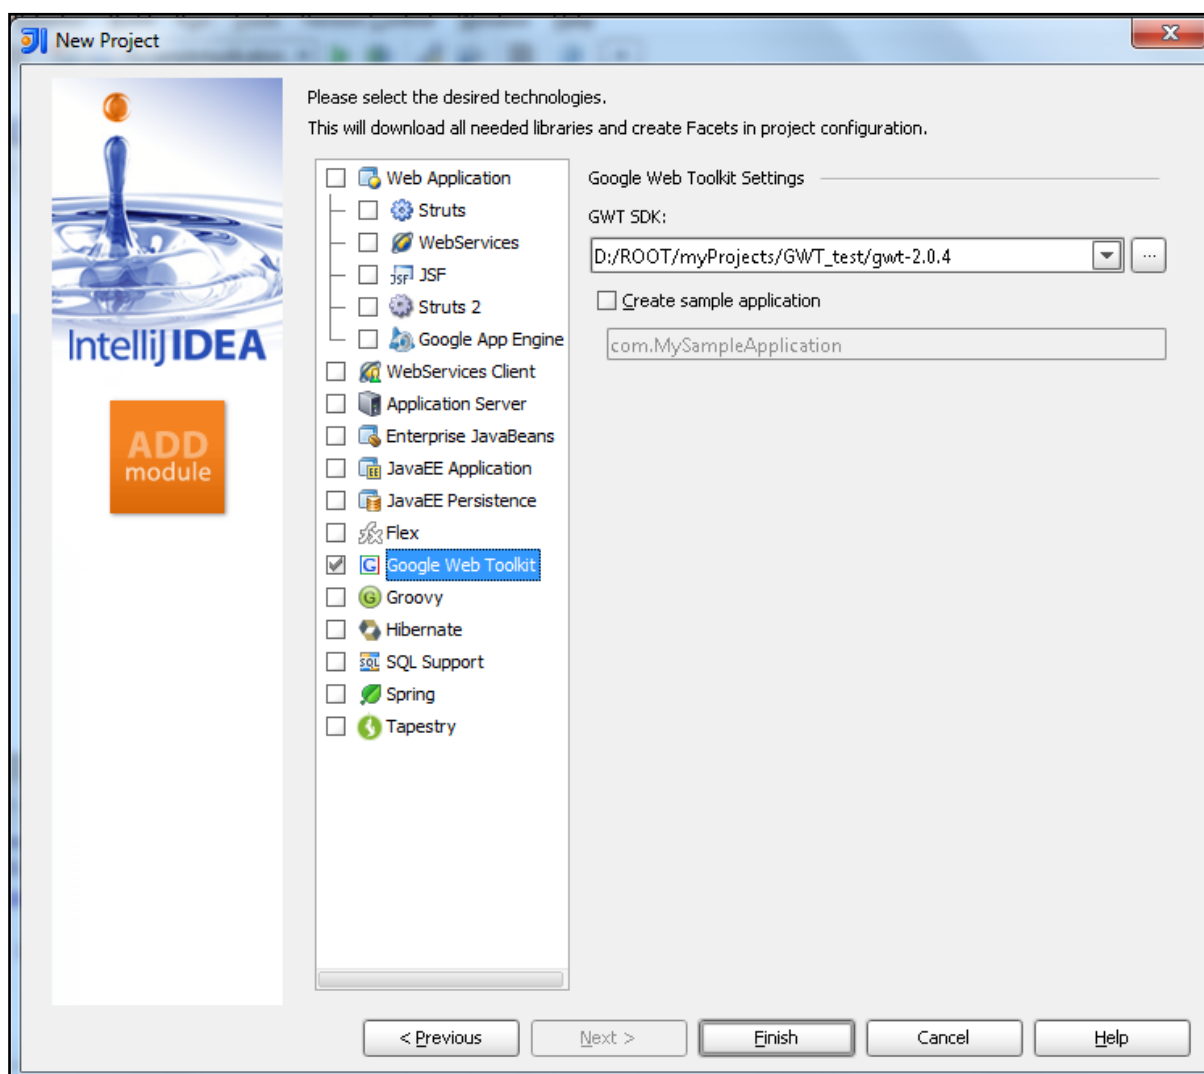 New Project
Please select the desired technologies.
This will download all needed libraries and create Facets in project configuration.
IntelliJ IDEA
ADD
module
Web Application
Struts
WebServices
JSF JSF
Struts 2
Google App Engine
WebServices Client
Application Server
Enterprise JavaBeans
EE JavaEE Application
JavaEE Persistence
Flex
G Google Web Toolkit
G Groovy
Hibernate
SQL SQL Support
Spring
Tapestry
Google Web Toolkit Settings
GWT SDK:
D:/ROOT/myProjects/GWT_test/gwt-2.0.4
...
Create sample application
com.MySampleApplication
< Previous
Next >
Finish
Cancel
Help